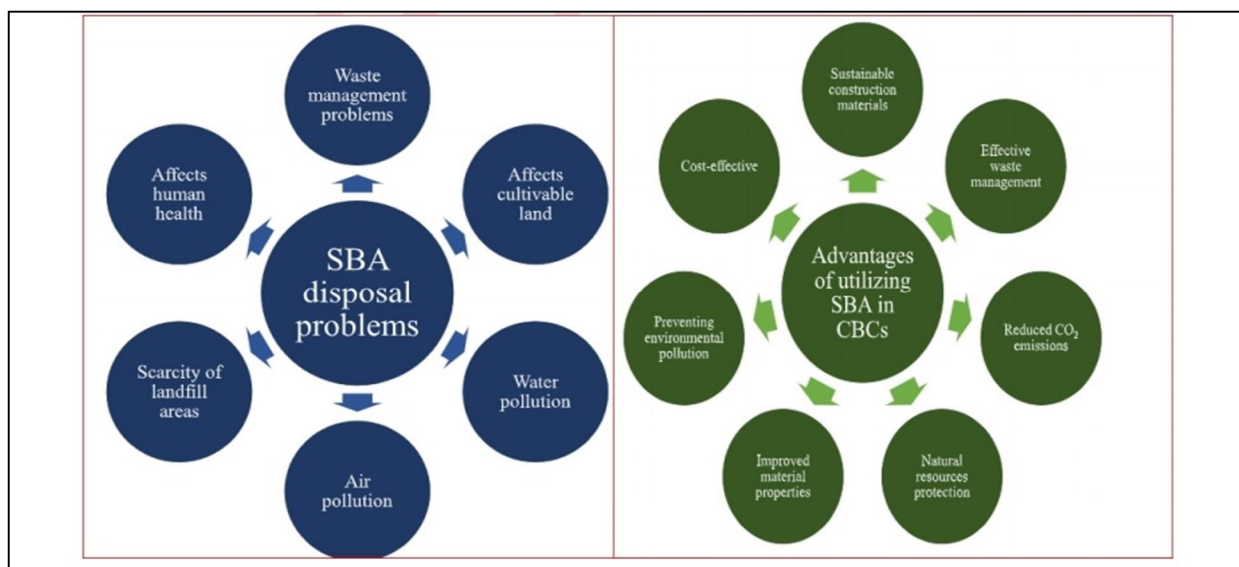 SBA
disposal
problems
Waste
management
problems
Affects
cultivable
land
Water
pollution
Air
pollution
Scarcity of
landfill
areas
Affects
human
health
Advantages
of utilizing
SBA in
CBCs
Sustainable
construction
materials
Effective
waste
management
Reduced CO₂
emissions
Natural
resources
protection
Improved
material
properties
Preventing
environmental
pollution
Cost-effective